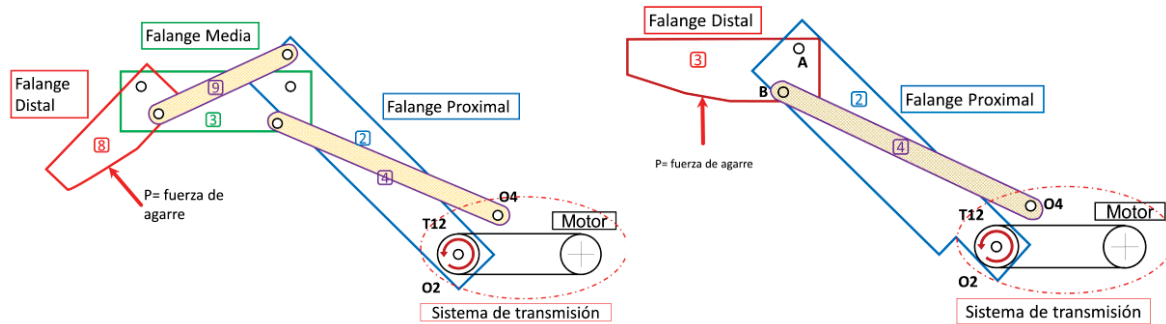 Falange Media
Falange
Distal
9
3
8
2
4
Falange Proximal
P= fuerza de
agarre
O4
T12
Motor
O2
Sistema de transmisión
Falange Distal
3
A
B
2
Falange Proximal
4
P= fuerza de agarre
O4
T12
Motor
O2
Sistema de transmisión